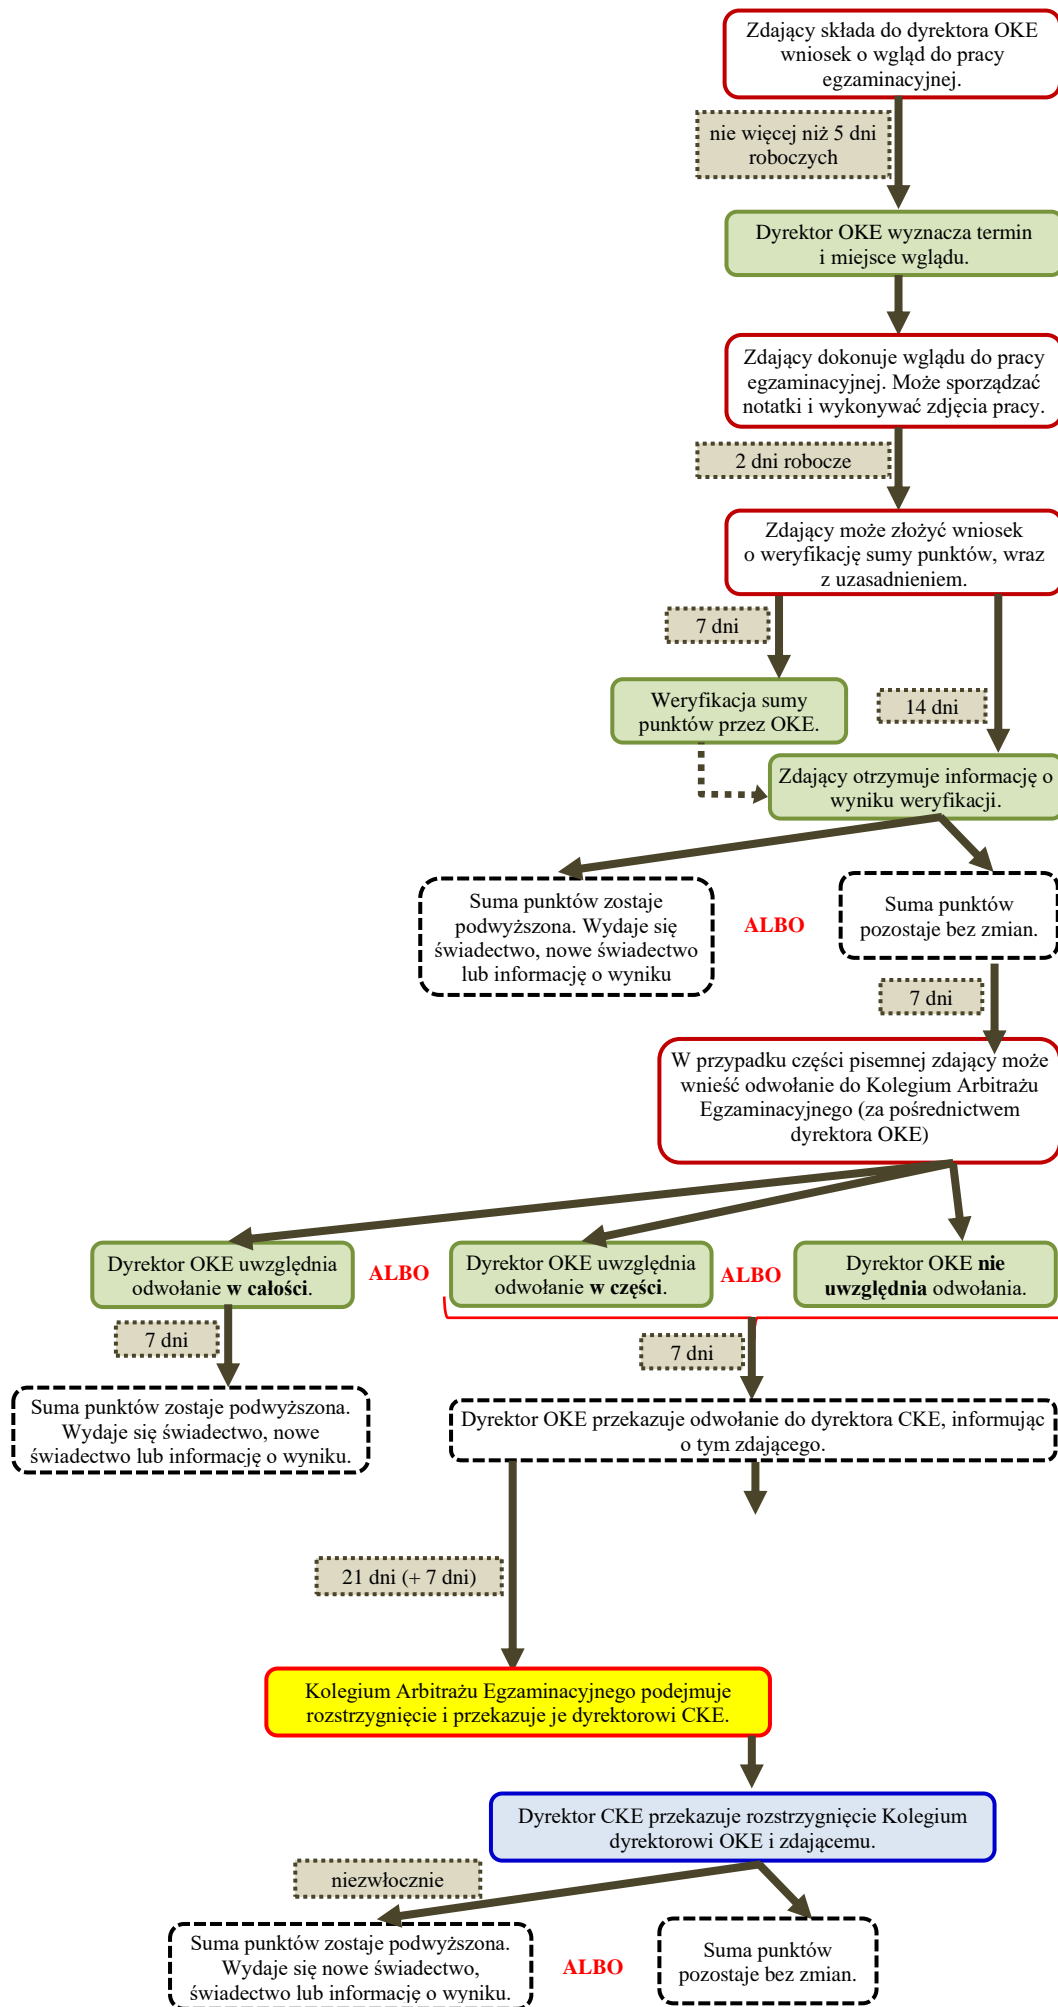 Zdający składa do dyrektora OKE
wniosek o wgląd do pracy
egzaminacyjnej.
nie więcej niż 5 dni
roboczych
Dyrektor OKE wyznacza termin
i miejsce wglądu.
Zdający dokonuje wglądu do pracy
egzaminacyjnej. Może sporządzać
notatki i wykonywać zdjęcia pracy.
2 dni robocze
Zdający może złożyć wniosek
o weryfikację sumy punktów, wraz
z uzasadnieniem.
7 dni
Weryfikacja sumy
punktów przez OKE.
14 dni
Zdający otrzymuje informację o
wyniku weryfikacji.
Suma punktów zostaje
podwyższona. Wydaje się
świadectwo, nowe świadectwo
lub informację o wyniku
ALBO
Suma punktów
pozostaje bez zmian.
7 dni
W przypadku części pisemnej zdający może
wnieść odwołanie do Kolegium Arbitrażu
Egzaminacyjnego (za pośrednictwem
dyrektora OKE)
Dyrektor OKE uwzględnia
odwołanie w całości.
ALBO
Dyrektor OKE uwzględnia
odwołanie w części.
ALBO
Dyrektor OKE nie
uwzględnia odwołania.
7 dni
7 dni
Suma punktów zostaje podwyższona.
Wydaje się świadectwo, nowe
świadectwo lub informację o wyniku.
Dyrektor OKE przekazuje odwołanie do dyrektora CKE, informując
o tym zdającego.
21 dni (+ 7 dni)
Kolegium Arbitrażu Egzaminacyjnego podejmuje
rozstrzygnięcie i przekazuje je dyrektorowi CKE.
Dyrektor CKE przekazuje rozstrzygnięcie Kolegium
dyrektorowi OKE i zdającemu.
niezwłocznie
Suma punktów zostaje podwyższona.
Wydaje się nowe świadectwo,
świadectwo lub informację o wyniku.
ALBO
Suma punktów
pozostaje bez zmian.